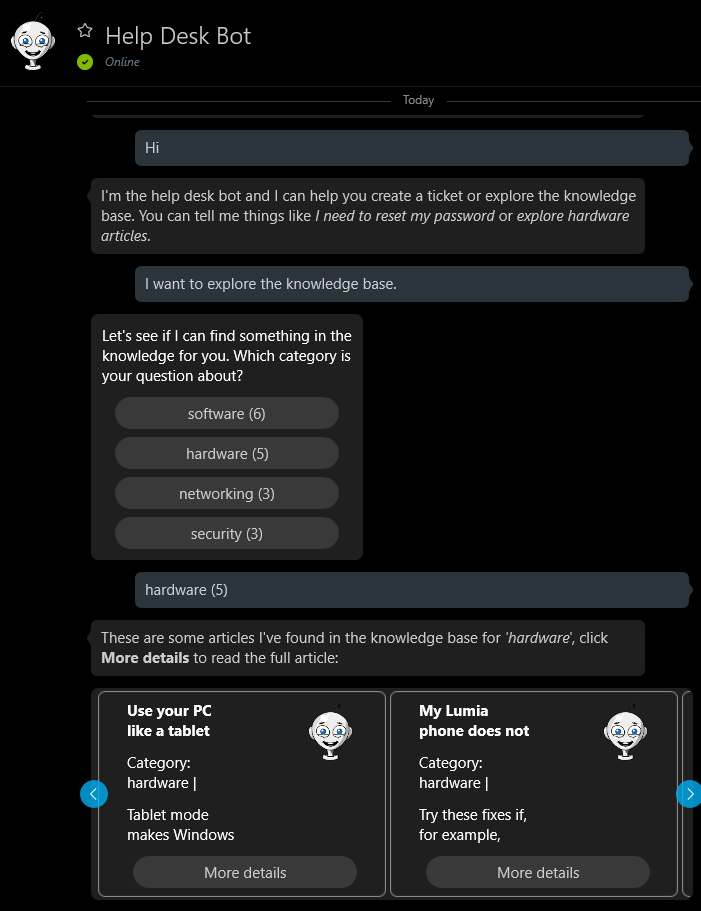 Help Desk Bot
Online
Today
Hi
I'm the help desk bot and I can help you create a ticket or explore the knowledge
base. You can tell me things like I need to reset my password or explore hardware
articles.
I want to explore the knowledge base.
Let's see if I can find something in the
knowledge for you. Which category is
your question about?
software (6)
hardware (5)
networking (3)
security (3)
hardware (5)
These are some articles I've found in the knowledge base for 'hardware', click
More details to read the full article:
Use your PC
like a tablet
Category:
hardware |
Tablet mode
makes Windows
More details
My Lumia
phone does not
Category:
hardware |
Try these fixes if,
for example,
More details